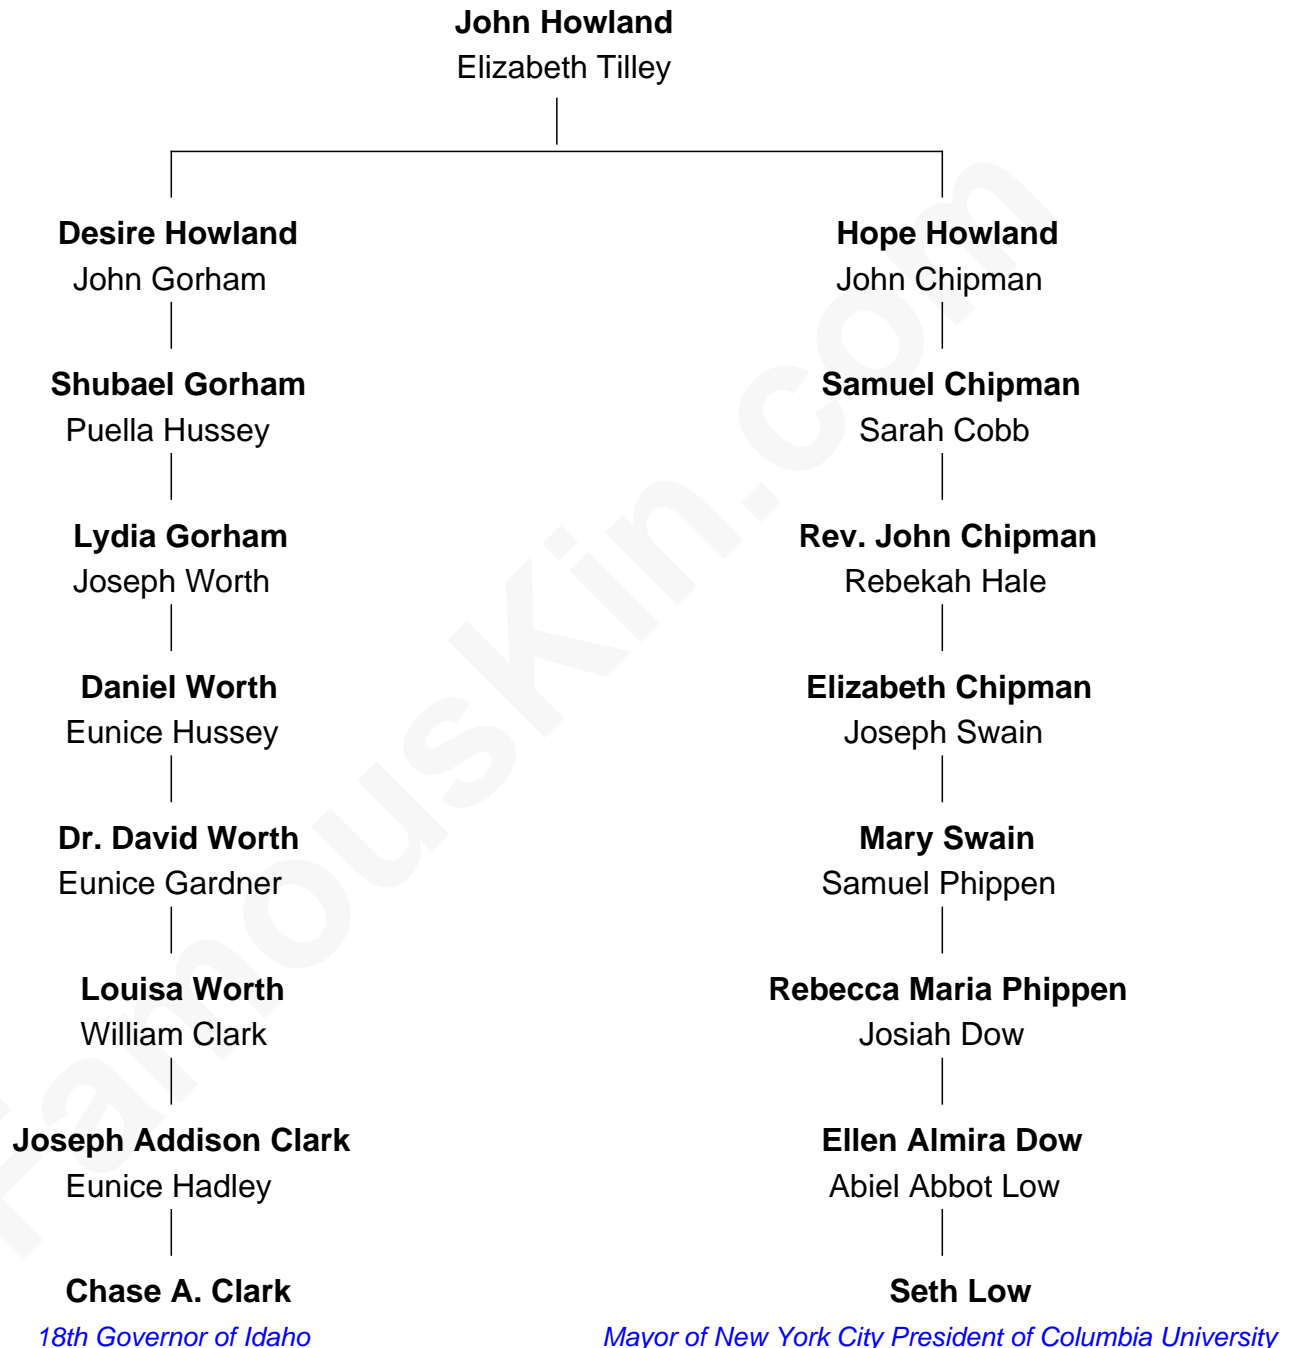 John Howland
Elizabeth Tilley
Desire Howland
John Gorham
Hope Howland
John Chipman
Shubael Gorham
Puella Hussey
Samuel Chipman
Sarah Cobb
Lydia Gorham
Joseph Worth
Rev. John Chipman
Rebekah Hale
Daniel Worth
Eunice Hussey
Elizabeth Chipman
Joseph Swain
Dr. David Worth
Eunice Gardner
Mary Swain
Samuel Phippen
Louisa Worth
William Clark
Rebecca Maria Phippen
Josiah Dow
Joseph Addison Clark
Eunice Hadley
Ellen Almira Dow
Abiel Abbot Low
Chase A. Clark
18th Governor of Idaho
Seth Low
Mayor of New York City President of Columbia University
FamousKin.com